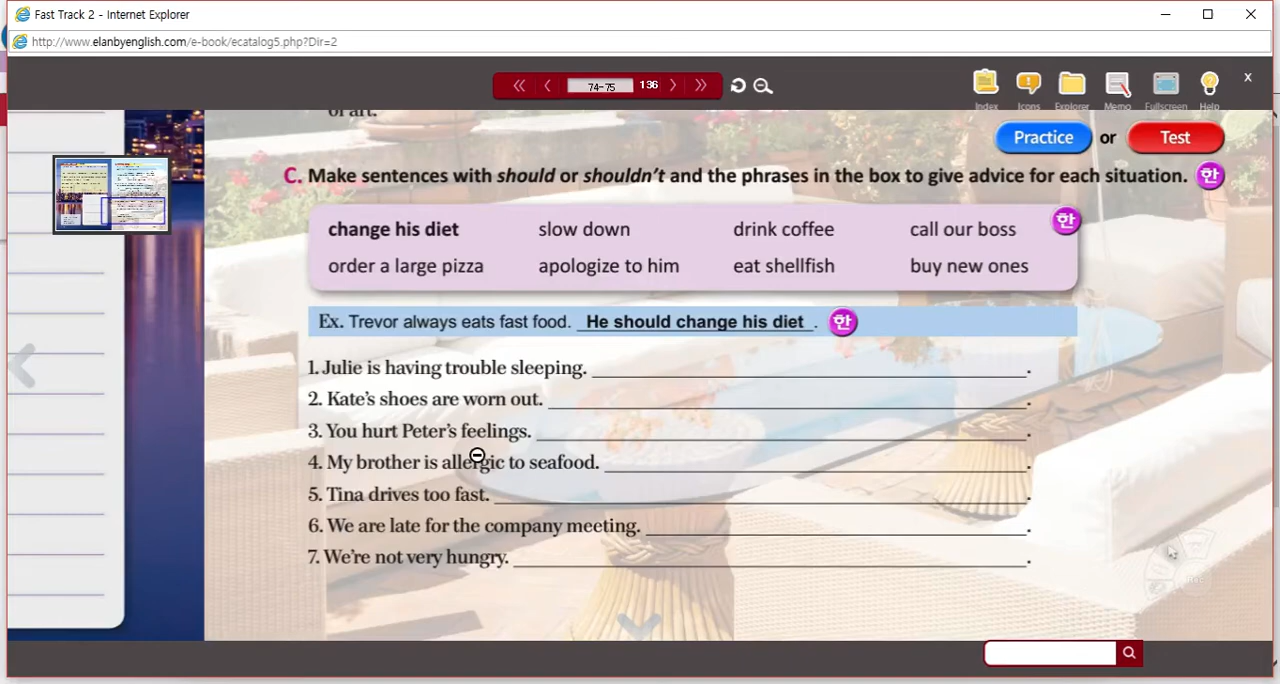 Fast Track 2 - Internet Explorer
http://www.elanbyenglish.com/e-book/ecatalog5.php?Dir=2
74-75 136
Index Icons Explorer Memo Fullscreen Help x
of art.
Practice or Test
C. Make sentences with should or shouldn't and the phrases in the box to give advice for each situation. 한
change his diet slow down drink coffee call our boss 한
order a large pizza apologize to him eat shellfish buy new ones
Ex. Trevor always eats fast food. He should change his diet . 한
1. Julie is having trouble sleeping. .
2. Kate's shoes are worn out. .
3. You hurt Peter's feelings. .
4. My brother is allergic to seafood. .
5. Tina drives too fast. .
6. We are late for the company meeting. .
7. We're not very hungry. .